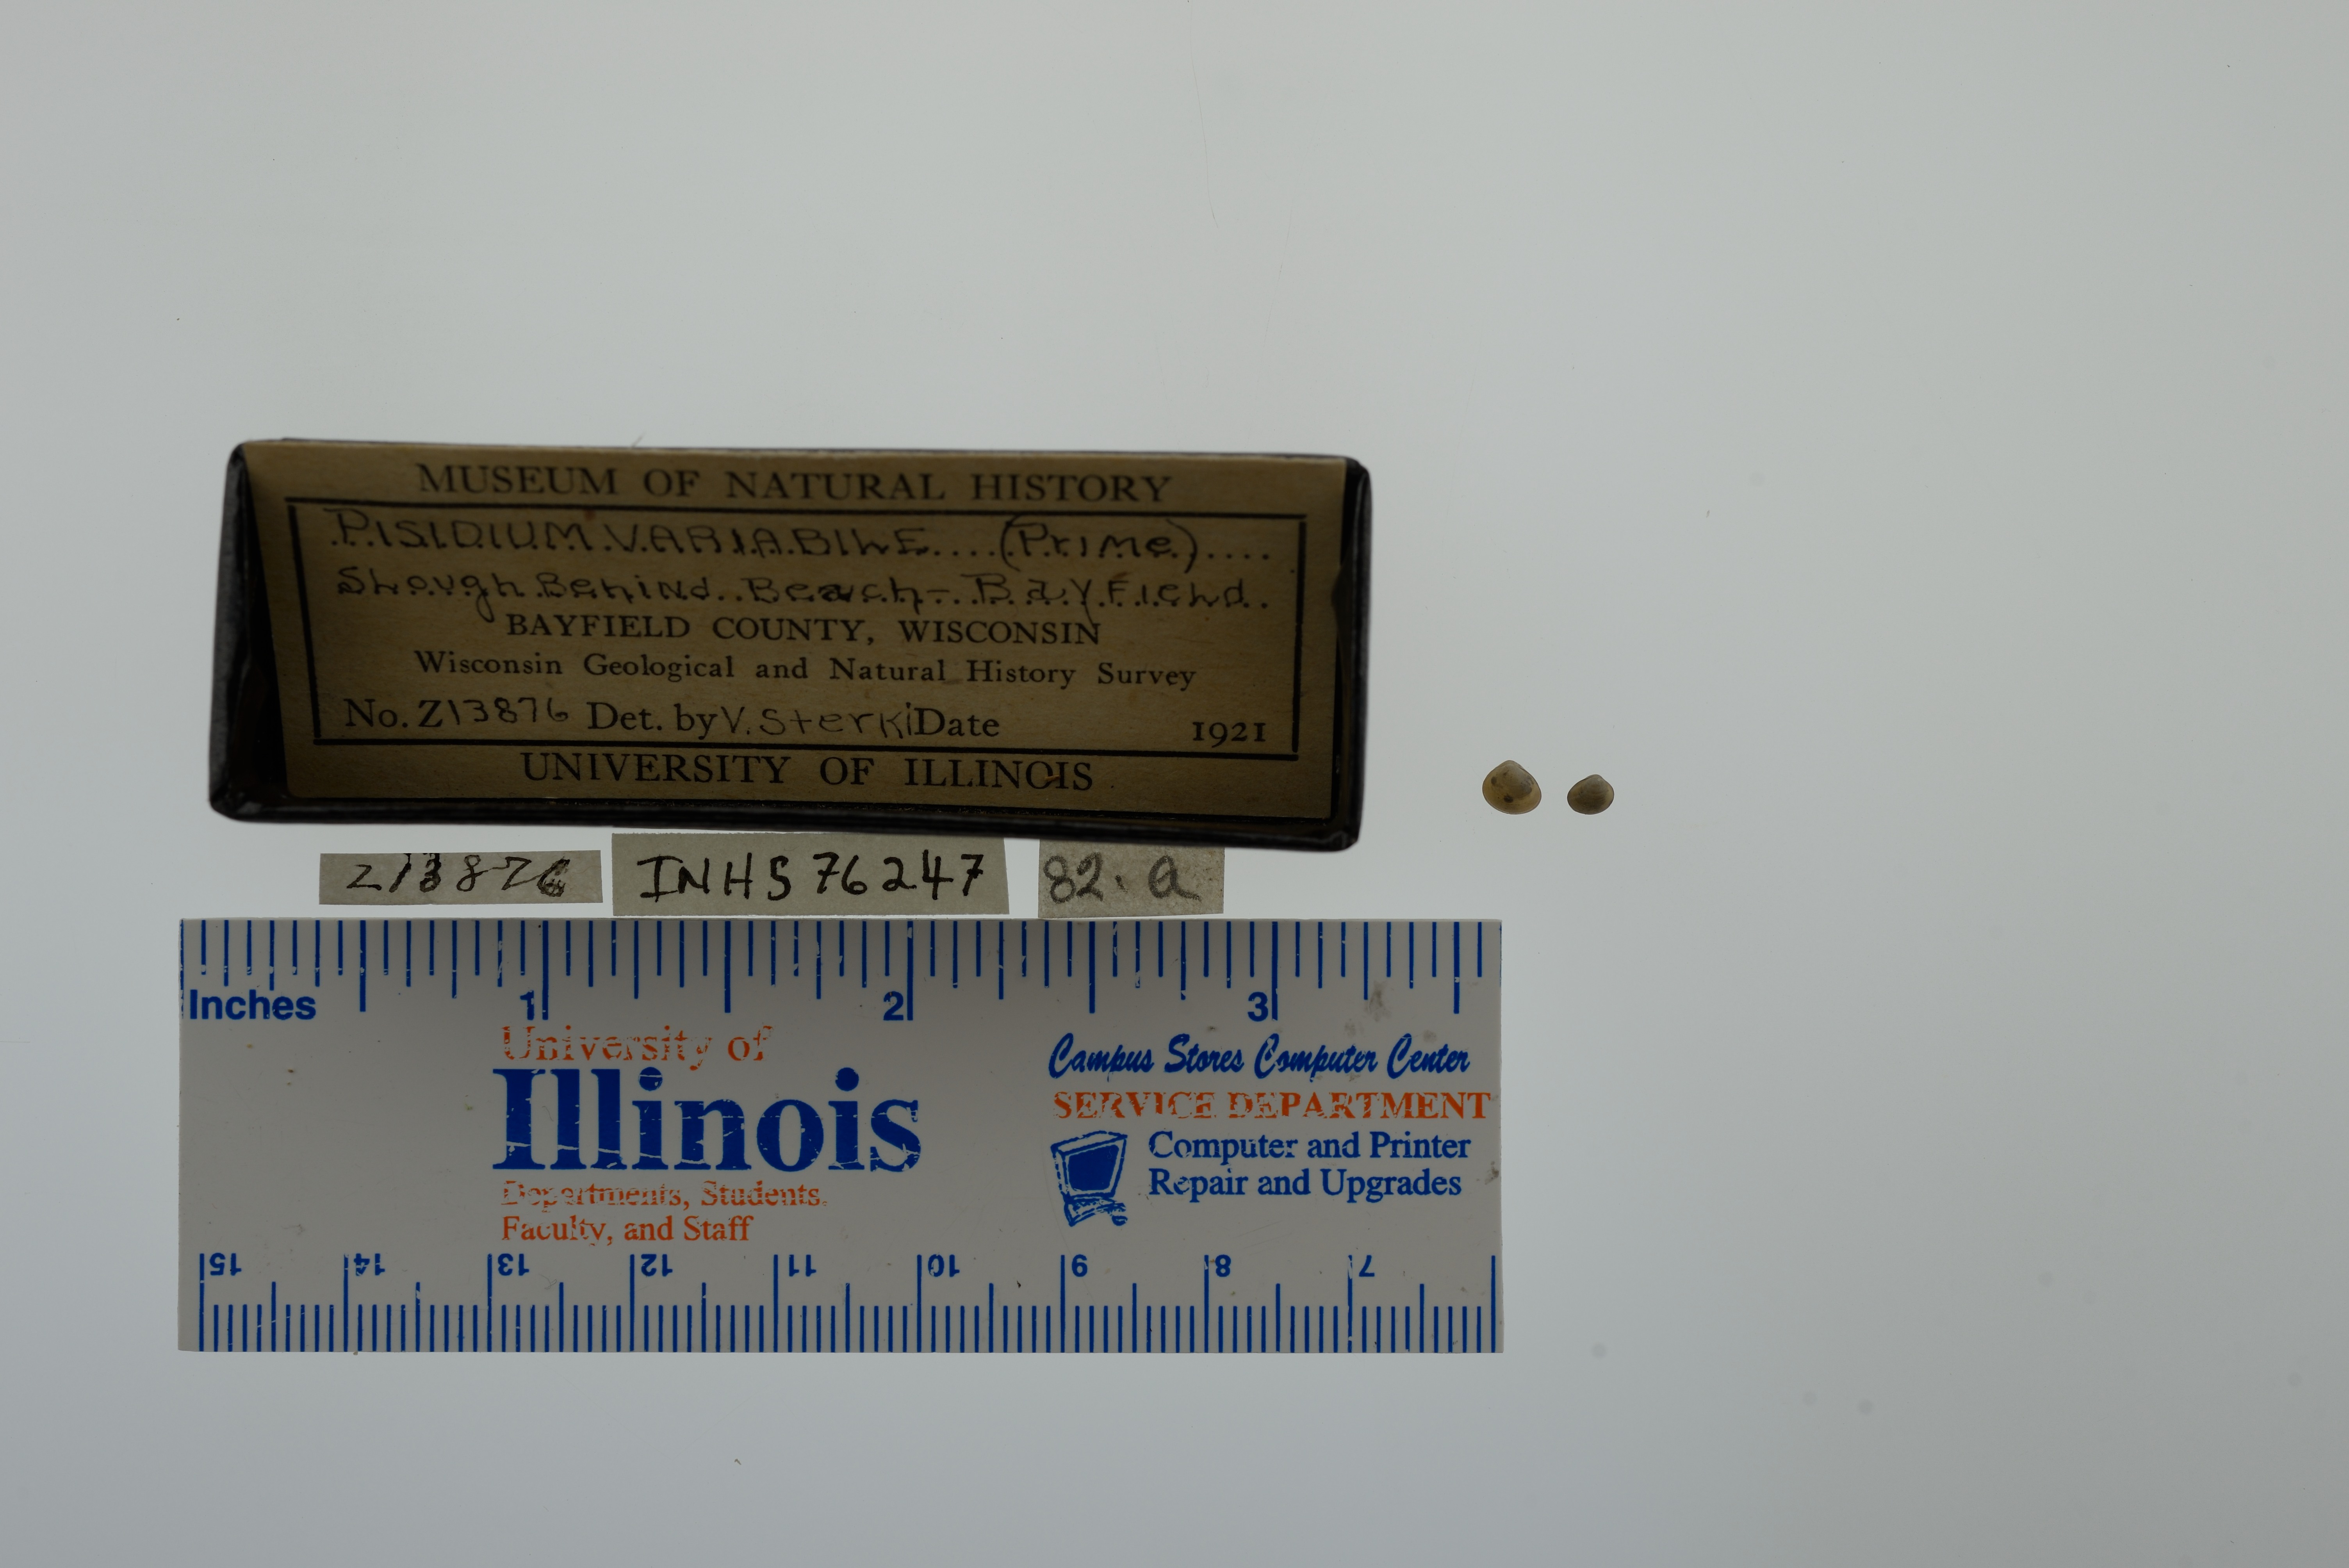 MUSEUM OF NATURAL HISTORY
PISIDIUM VARIABILE....(Prime)....
Slough Behind Beach - Bayfield..
BAYFIELD COUNTY, WISCONSIN
Wisconsin Geological and Natural History Survey
No. Z13876 Det. by V. Sterki Date 1921
UNIVERSITY OF ILLINOIS
Z13876
INHS 76247
82.a
Inches 1 2 3
University of
Illinois
Departments, Students,
Faculty, and Staff
Campus Stores Computer Center
SERVICE DEPARTMENT
Computer and Printer
Repair and Upgrades
15 14 13 12 11 10 9 8 7